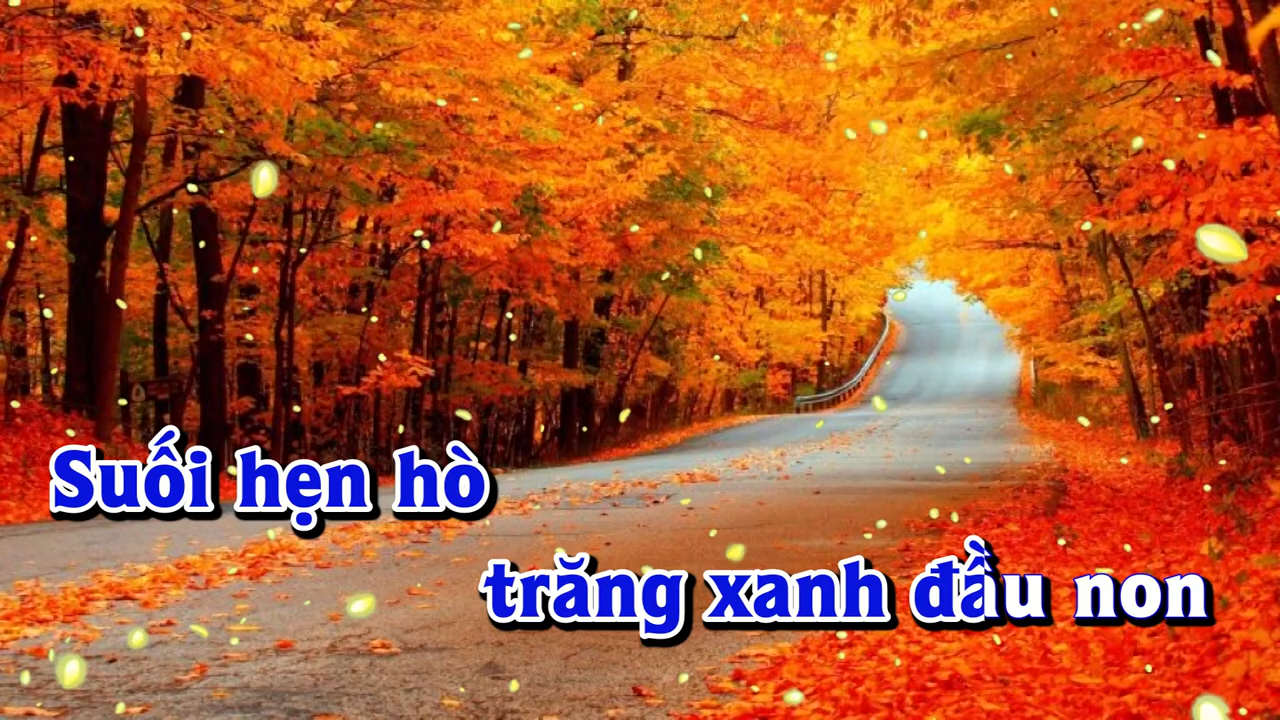 Suối hẹn hò
trăng xanh đầu non